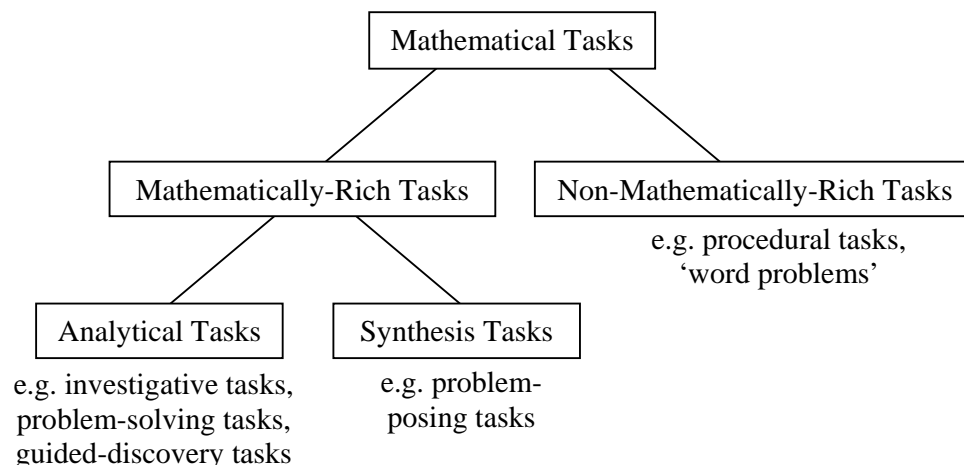 Mathematical Tasks
Mathematically-Rich Tasks
Non-Mathematically-Rich Tasks
e.g. procedural tasks,
‘word problems’
Analytical Tasks
Synthesis Tasks
e.g. investigative tasks,
problem-solving tasks,
guided-discovery tasks
e.g. problem-
posing tasks